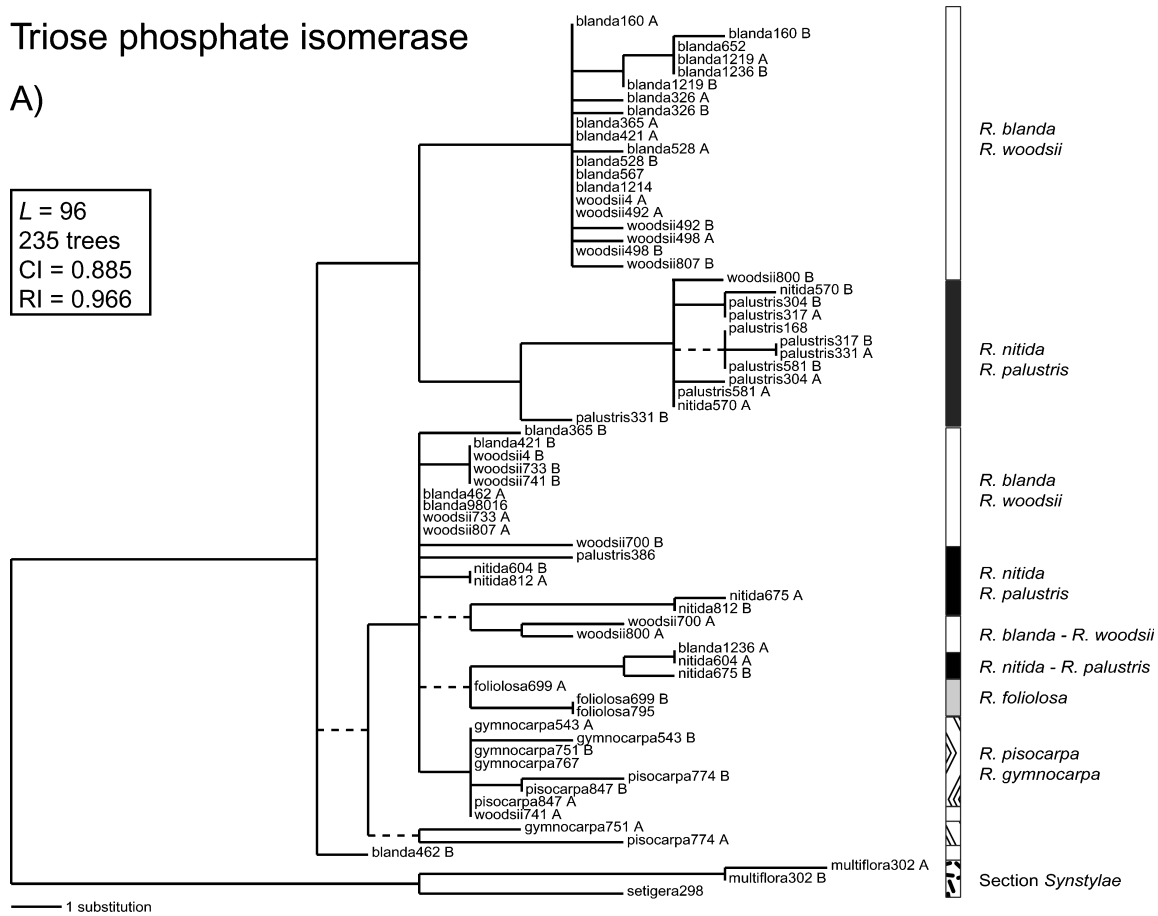 Triose phosphate isomerase
A)
L = 96
235 trees
CI = 0.885
RI = 0.966
blanda160 A
blanda160 B
blanda652
blanda1219 A
blanda1236 B
blanda1219 B
blanda326 A
blanda326 B
blanda365 A
blanda421 A
blanda528 A
blanda528 B
blanda567
blanda1214
woodsii4 A
woodsii492 A
woodsii492 B
woodsii498 A
woodsii498 B
woodsii807 B
woodsii800 B
nitida570 B
palustris304 B
palustris317 A
palustris168
palustris317 B
palustris331 A
palustris581 B
palustris304 A
palustris581 A
nitida570 A
palustris331 B
blanda365 B
blanda421 B
woodsii4 B
woodsii733 B
woodsii741 B
blanda462 A
blanda98016
woodsii733 A
woodsii807 A
woodsii700 B
palustris386
nitida604 B
nitida812 A
nitida675 A
nitida812 B
woodsii700 A
woodsii800 A
blanda1236 A
nitida604 A
nitida675 B
foliolosa699 A
foliolosa699 B
foliolosa795
gymnocarpa543 A
gymnocarpa543 B
gymnocarpa751 B
gymnocarpa767
pisocarpa774 B
pisocarpa847 B
pisocarpa847 A
woodsii741 A
gymnocarpa751 A
pisocarpa774 A
blanda462 B
multiflora302 A
multiflora302 B
setigera298
1 substitution
R. blanda
R. woodsii
R. nitida
R. palustris
R. blanda
R. woodsii
R. nitida
R. palustris
R. blanda - R. woodsii
R. nitida - R. palustris
R. foliolosa
R. pisocarpa
R. gymnocarpa
Section Synstylae